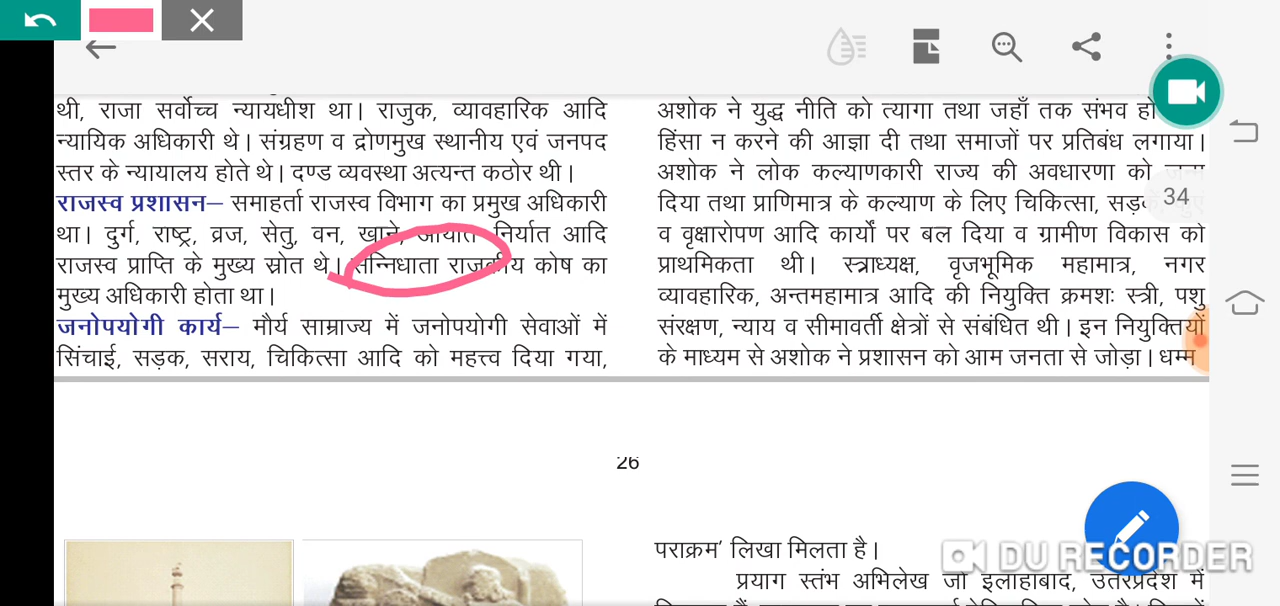 थी, राजा सर्वोच्च न्यायधीश था। राजुक, व्यावहारिक आदि
न्यायिक अधिकारी थे। संग्रहण व द्रोणमुख स्थानीय एवं जनपद
स्तर के न्यायालय होते थे। दण्ड व्यवस्था अत्यन्त कठोर थी।
राजस्व प्रशासन– समाहर्ता राजस्व विभाग का प्रमुख अधिकारी
था। दुर्ग, राष्ट्र, व्रज, सेतु, वन, खाने, आयात निर्यात आदि
राजस्व प्राप्ति के मुख्य स्रोत थे। सन्निधाता राजकीय कोष का
मुख्य अधिकारी होता था।
जनोपयोगी कार्य– मौर्य साम्राज्य में जनोपयोगी सेवाओं में
सिंचाई, सड़क, सराय, चिकित्सा आदि को महत्त्व दिया गया,
अशोक ने युद्ध नीति को त्यागा तथा जहाँ तक संभव हो
हिंसा न करने की आज्ञा दी तथा समाजों पर प्रतिबंध लगाया।
अशोक ने लोक कल्याणकारी राज्य की अवधारणा को जन्म
दिया तथा प्राणिमात्र के कल्याण के लिए चिकित्सा,
व वृक्षारोपण आदि कार्यों पर बल दिया व ग्रामीण विकास को
प्राथमिकता थी। स्त्राध्यक्ष, वृजभूमिक महामात्र, नगर
व्यावहारिक, अन्तमहामात्र आदि की नियुक्ति क्रमशः स्त्री, पशु
संरक्षण, न्याय व सीमावर्ती क्षेत्रों से संबंधित थी। इन नियुक्तियों
के माध्यम से अशोक ने प्रशासन को आम जनता से जोड़ा। धम्म
34
26
पराक्रम’ लिखा मिलता है।
प्रयाग स्तंभ अभिलेख जो इलाहाबाद, उत्तरप्रदेश में
DU RECORDER